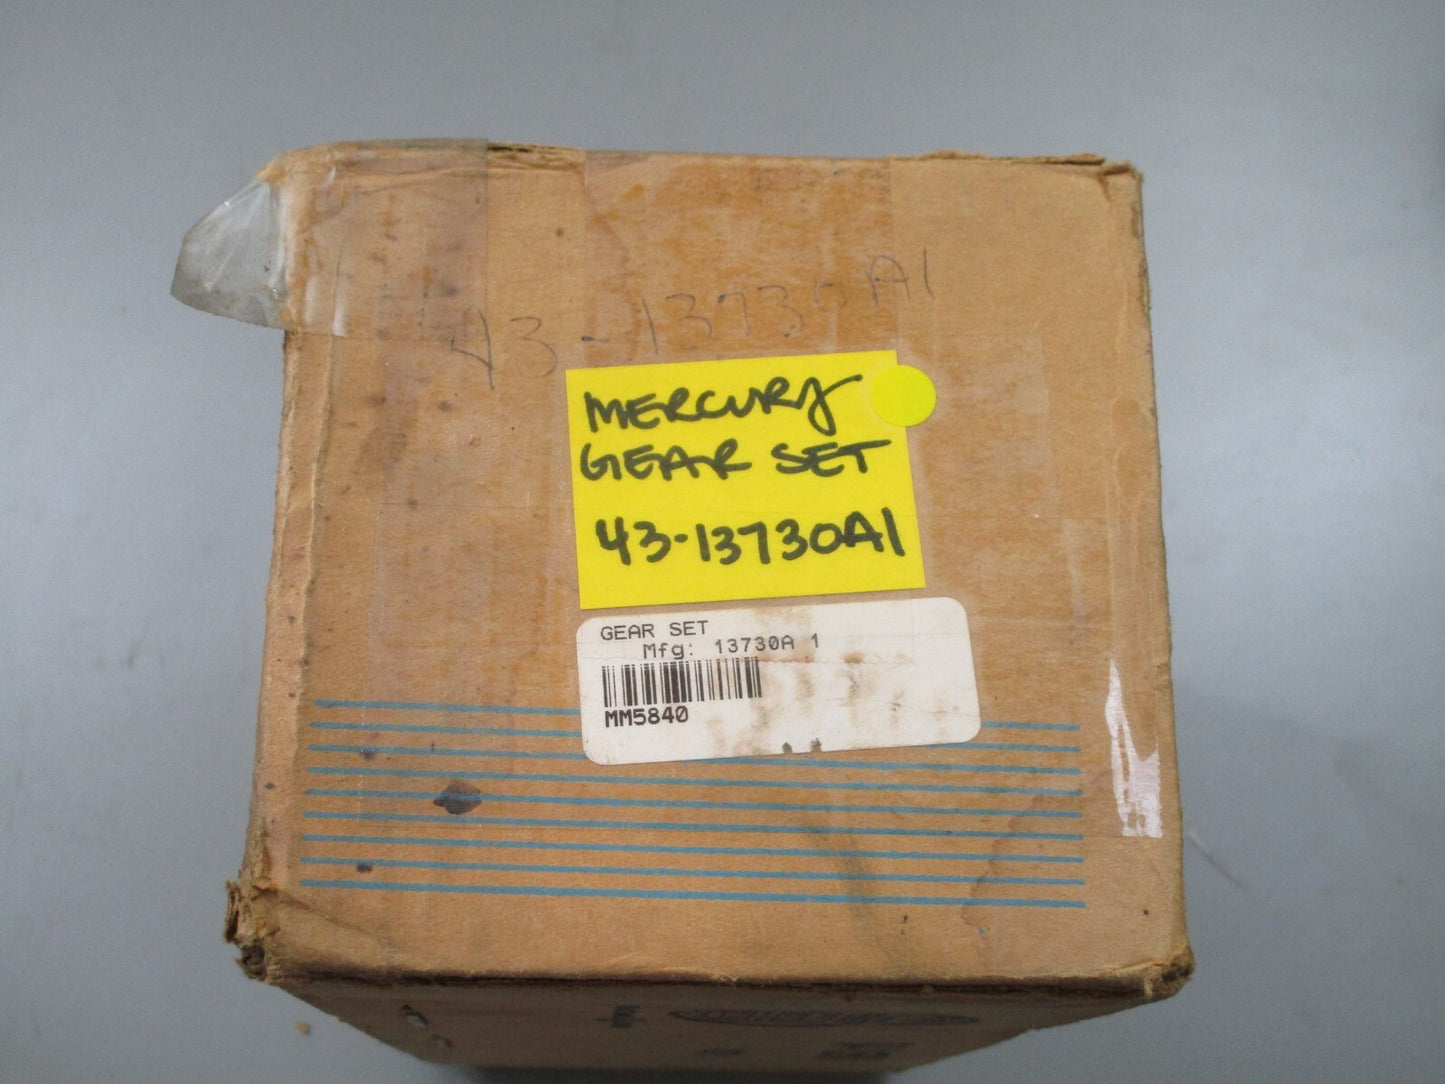 43-13730A1
MERCURY
GEAR SET
43-13730A1
GEAR SET
Mfg: 13730A 1
MM5840